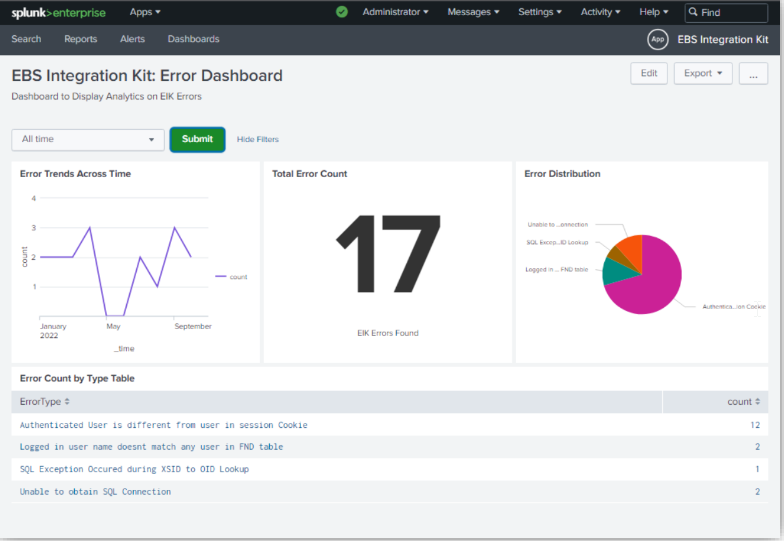 splunk>enterprise Apps Administrator Messages Settings Activity Help Find
Search Reports Alerts Dashboards App EBS Integration Kit
EBS Integration Kit: Error Dashboard Edit Export ...
Dashboard to Display Analytics on EIK Errors
All time Submit Hide Filters
Error Trends Across Time
4
3
2
1
count
January
2022
May
September
_time
count
Total Error Count
17
EIK Errors Found
Error Distribution
Unable to ...onnection
SQL Excep...ID Lookup
Logged in ... FND table
Authentica...ion Cookie
Error Count by Type Table
ErrorType count
Authenticated User is different from user in session Cookie 12
Logged in user name doesnt match any user in FND table 2
SQL Exception Occured during XSID to OID Lookup 1
Unable to obtain SQL Connection 2